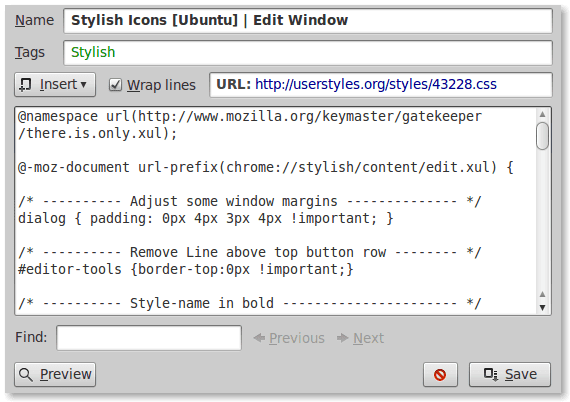 Name Stylish Icons [Ubuntu] | Edit Window
Tags Stylish
Insert Wrap lines URL: http://userstyles.org/styles/43228.css
@namespace url(http://www.mozilla.org/keymaster/gatekeeper
/there.is.only.xul);
@-moz-document url-prefix(chrome://stylish/content/edit.xul) {
/* ---------- Adjust some window margins -------------- */
dialog { padding: 0px 4px 3px 4px !important; }
/* ---------- Remove Line above top button row -------- */
#editor-tools {border-top:0px !important;}
/* ---------- Style-name in bold ---------------------- */
Find: Previous Next
Preview Save